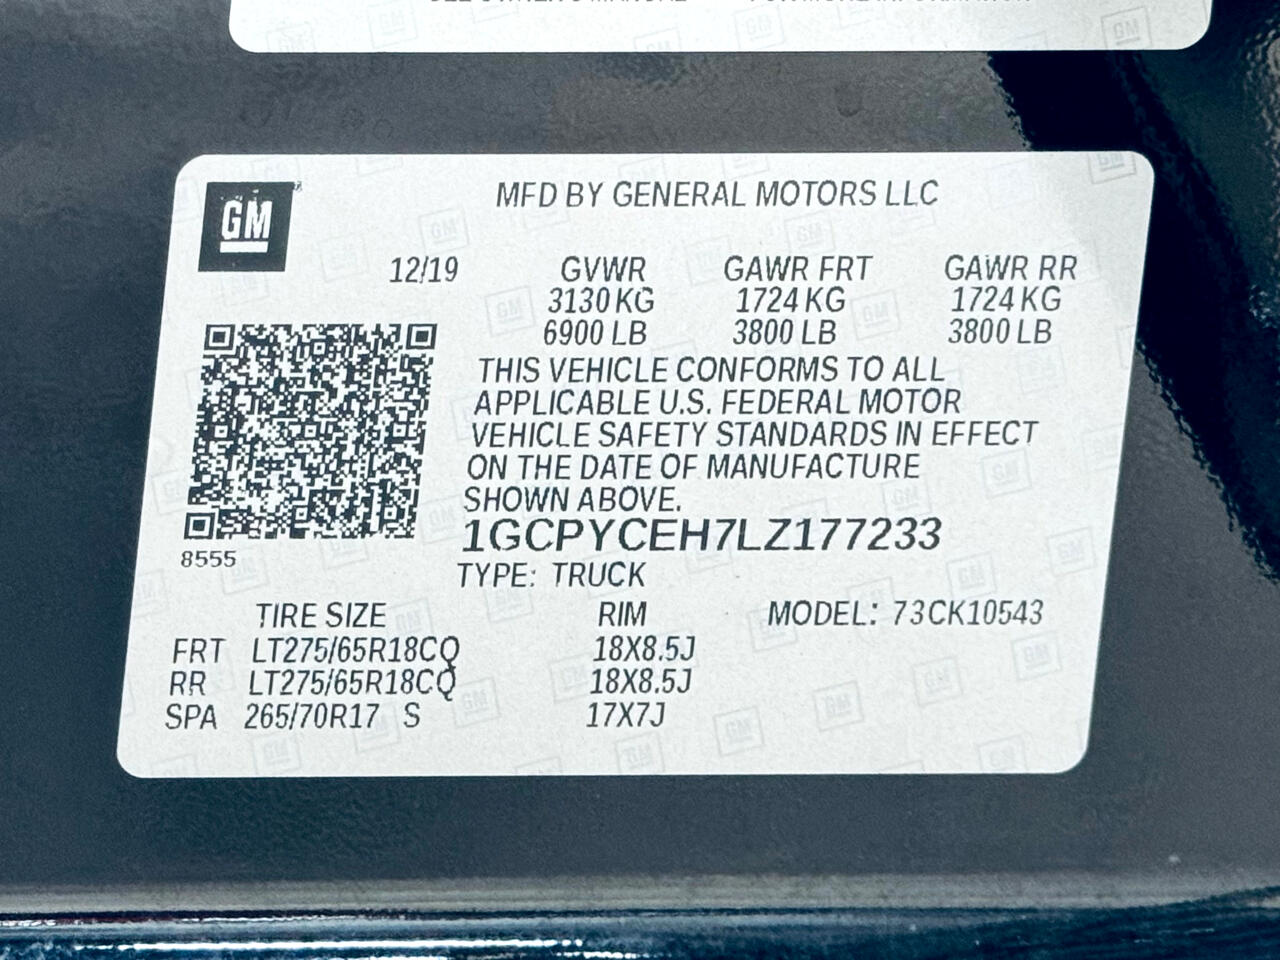 GM
MFD BY GENERAL MOTORS LLC
12/19 GVWR GAWR FRT GAWR RR
3130 KG 1724 KG 1724 KG
6900 LB 3800 LB 3800 LB
THIS VEHICLE CONFORMS TO ALL
APPLICABLE U.S. FEDERAL MOTOR
VEHICLE SAFETY STANDARDS IN EFFECT
ON THE DATE OF MANUFACTURE
SHOWN ABOVE.
1GCPYCEH7LZ177233
8555
TYPE: TRUCK
TIRE SIZE RIM MODEL: 73CK10543
FRT LT275/65R18CQ 18X8.5J
RR LT275/65R18CQ 18X8.5J
SPA 265/70R17 S 17X7J